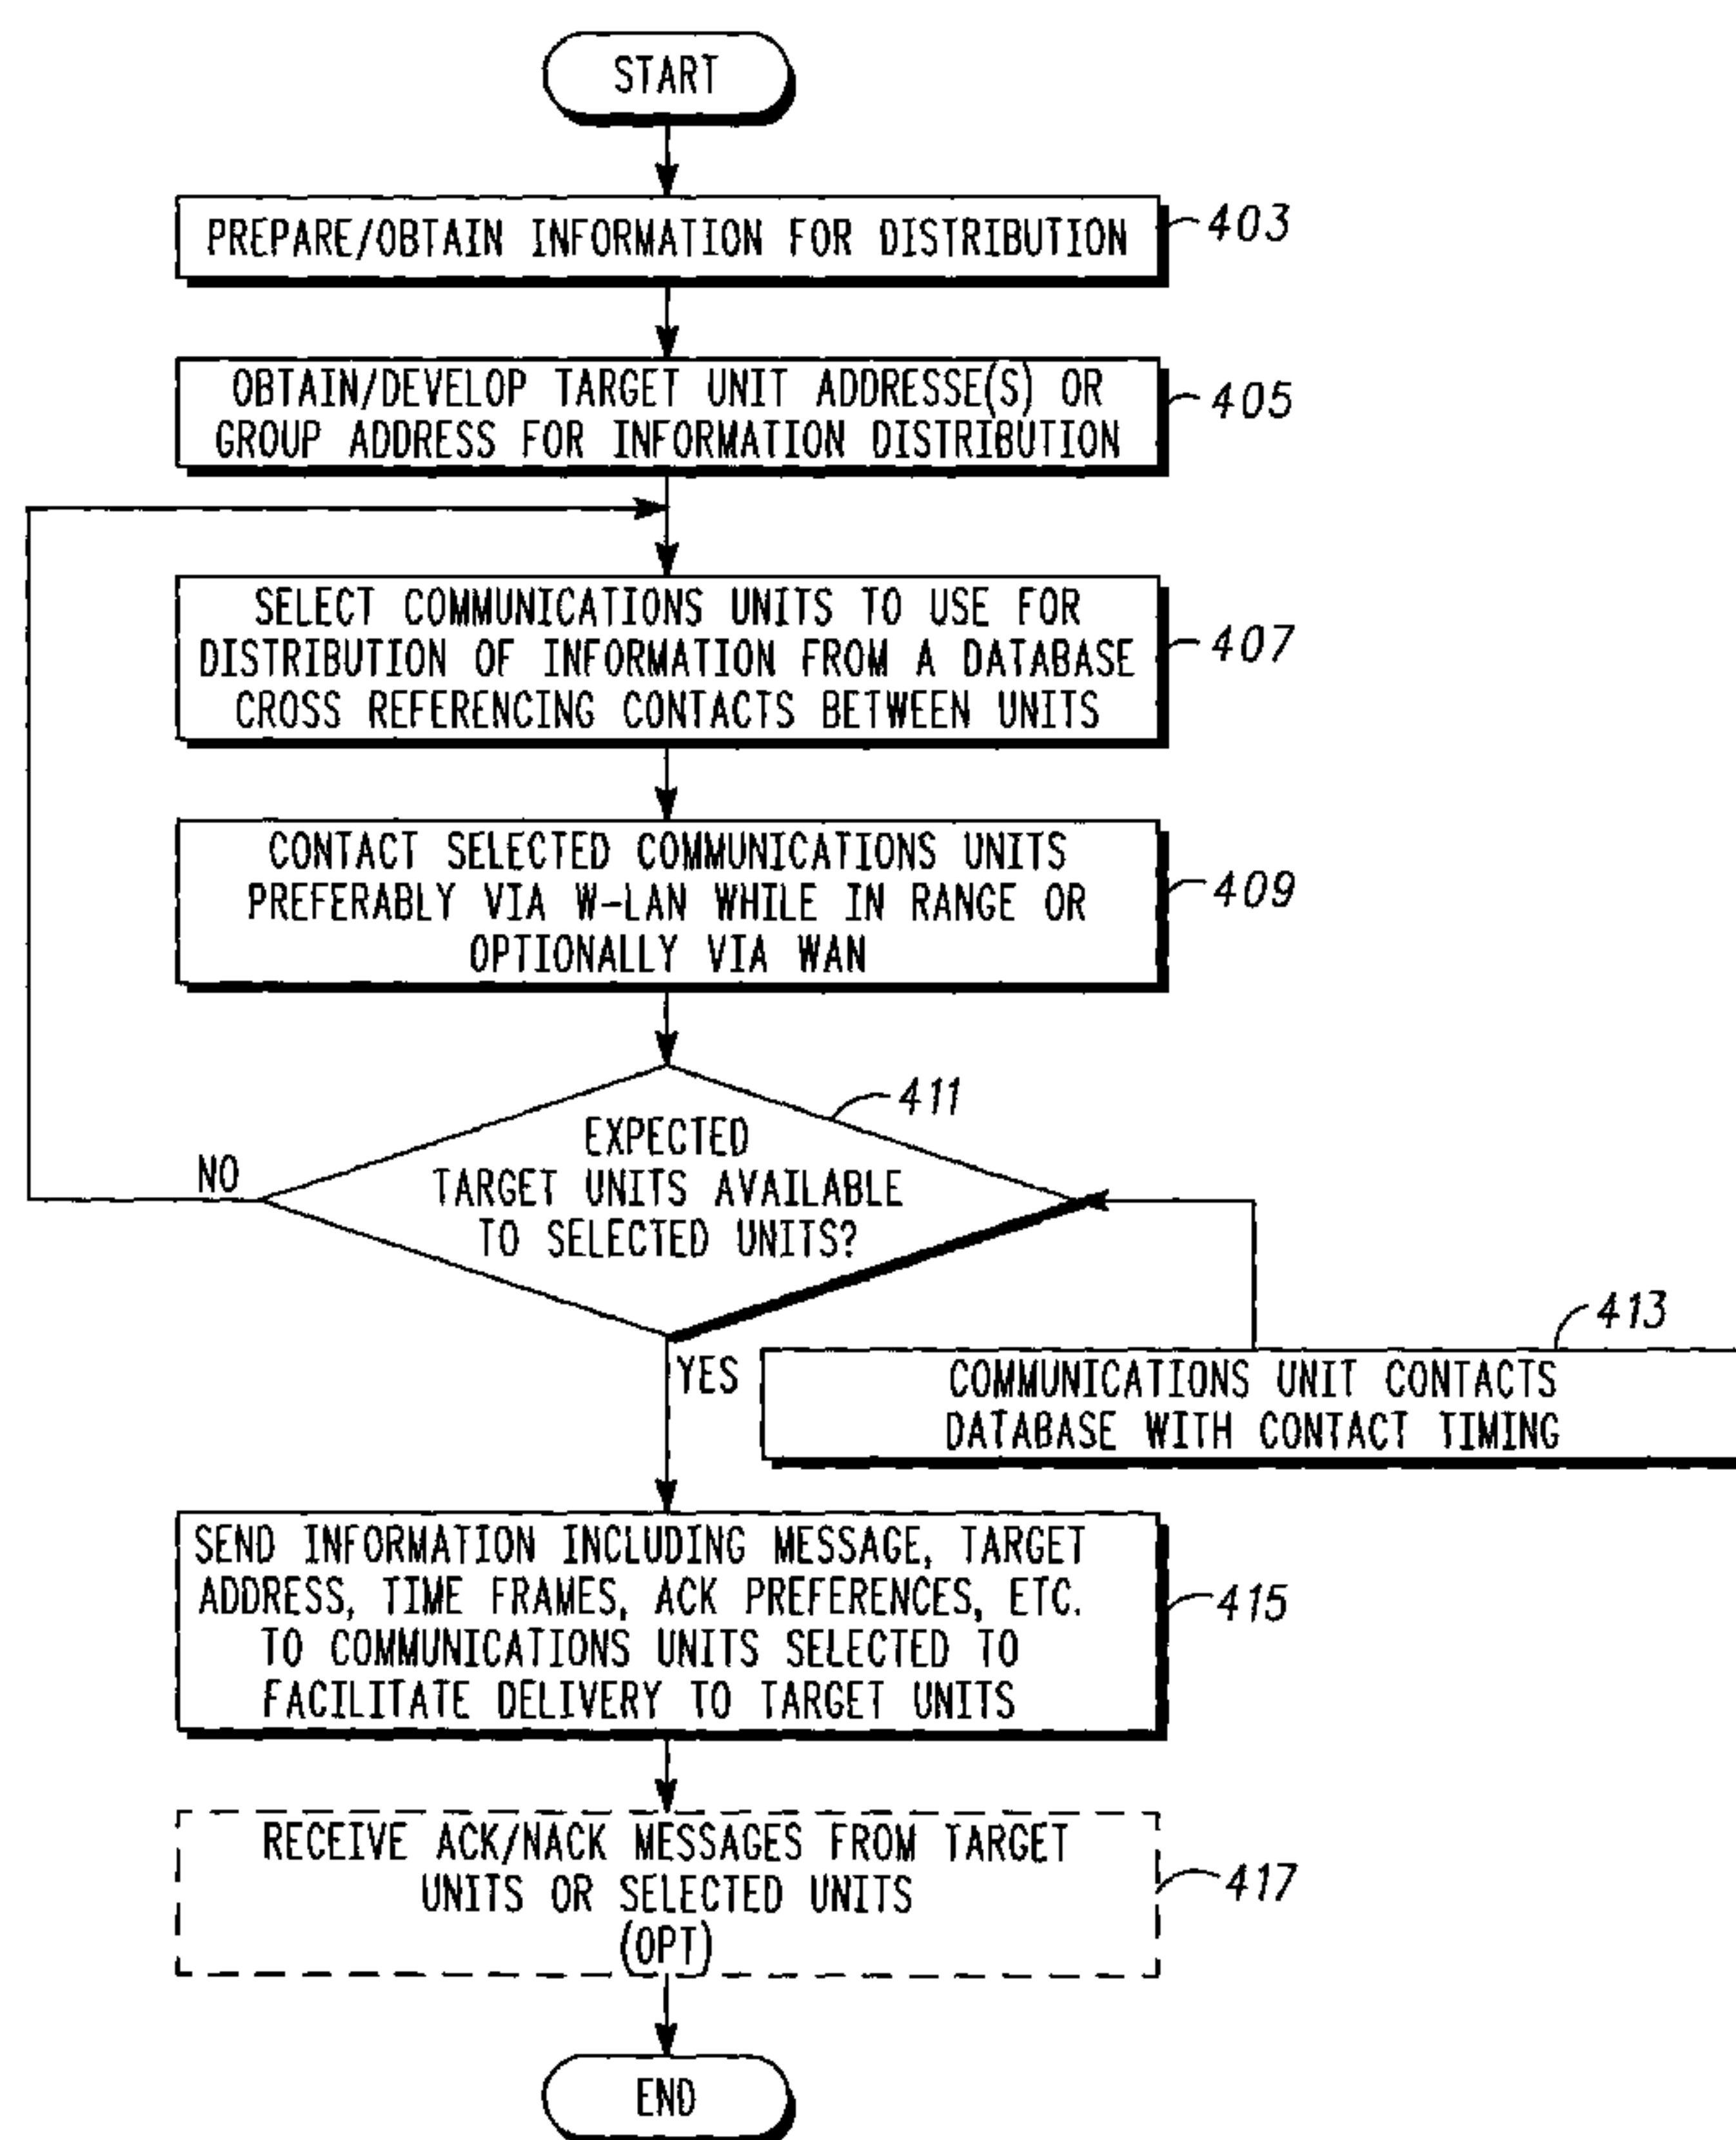 START
PREPARE/OBTAIN INFORMATION FOR DISTRIBUTION
403
OBTAIN/DEVELOP TARGET UNIT ADDRESSE(S) OR
GROUP ADDRESS FOR INFORMATION DISTRIBUTION
405
SELECT COMMUNICATIONS UNITS TO USE FOR
DISTRIBUTION OF INFORMATION FROM A DATABASE
CROSS REFERENCING CONTACTS BETWEEN UNITS
407
CONTACT SELECTED COMMUNICATIONS UNITS
PREFERABLY VIA W-LAN WHILE IN RANGE OR
OPTIONALLY VIA WAN
409
411
EXPECTED
TARGET UNITS AVAILABLE
TO SELECTED UNITS?
NO
YES
413
COMMUNICATIONS UNIT CONTACTS
DATABASE WITH CONTACT TIMING
SEND INFORMATION INCLUDING MESSAGE, TARGET
ADDRESS, TIME FRAMES, ACK PREFERENCES, ETC.
TO COMMUNICATIONS UNITS SELECTED TO
FACILITATE DELIVERY TO TARGET UNITS
415
RECEIVE ACK/NACK MESSAGES FROM TARGET
UNITS OR SELECTED UNITS
(OPT)
417
END